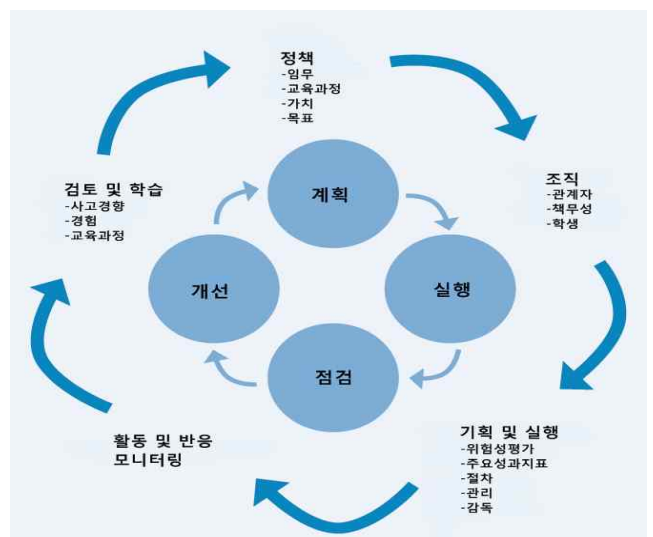 정책
-임무
-교육과정
-가치
-목표
조직
-관계자
-책무성
-학생
기획 및 실행
-위험성평가
-주요성과지표
-절차
-관리
-감독
활동 및 반응
모니터링
검토 및 학습
-사고경향
-경험
-교육과정
계획
실행
점검
개선